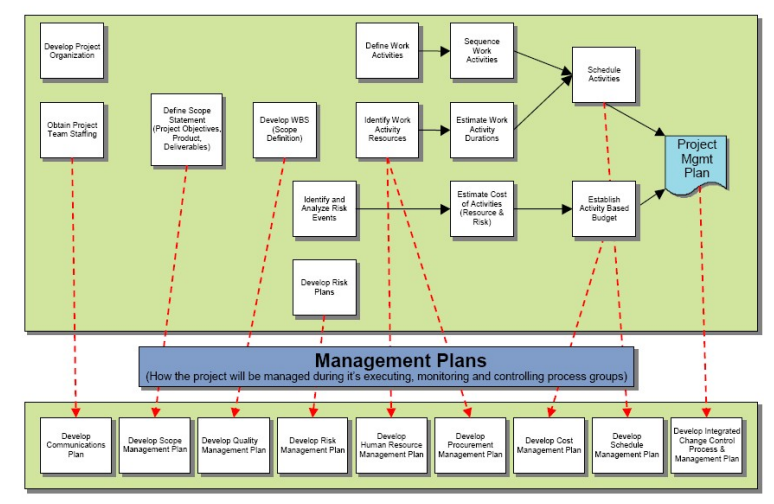 Develop Project
Organization
Define Work
Activities
Sequence
Work
Activities
Schedule
Activities
Obtain Project
Team Staffing
Define Scope
Statement
(Project Objectives,
Product,
Deliverables)
Develop WBS
(Scope
Definition)
Identify Work
Activity
Resources
Estimate Work
Activity
Durations
Project
Mgmt
Plan
Identify and
Analyze Risk
Events
Estimate Cost
of Activities
(Resource &
Risk)
Establish
Activity Based
Budget
Develop Risk
Plans
Management Plans
(How the project will be managed during it's executing, monitoring and controlling process groups)
Develop
Communications
Plan
Develop Scope
Management Plan
Develop Quality
Management Plan
Develop Risk
Management Plan
Develop
Human Resource
Management Plan
Develop
Procurement
Management Plan
Develop Cost
Management Plan
Develop
Schedule
Management Plan
Develop Integrated
Change Control
Process &
Management Plan